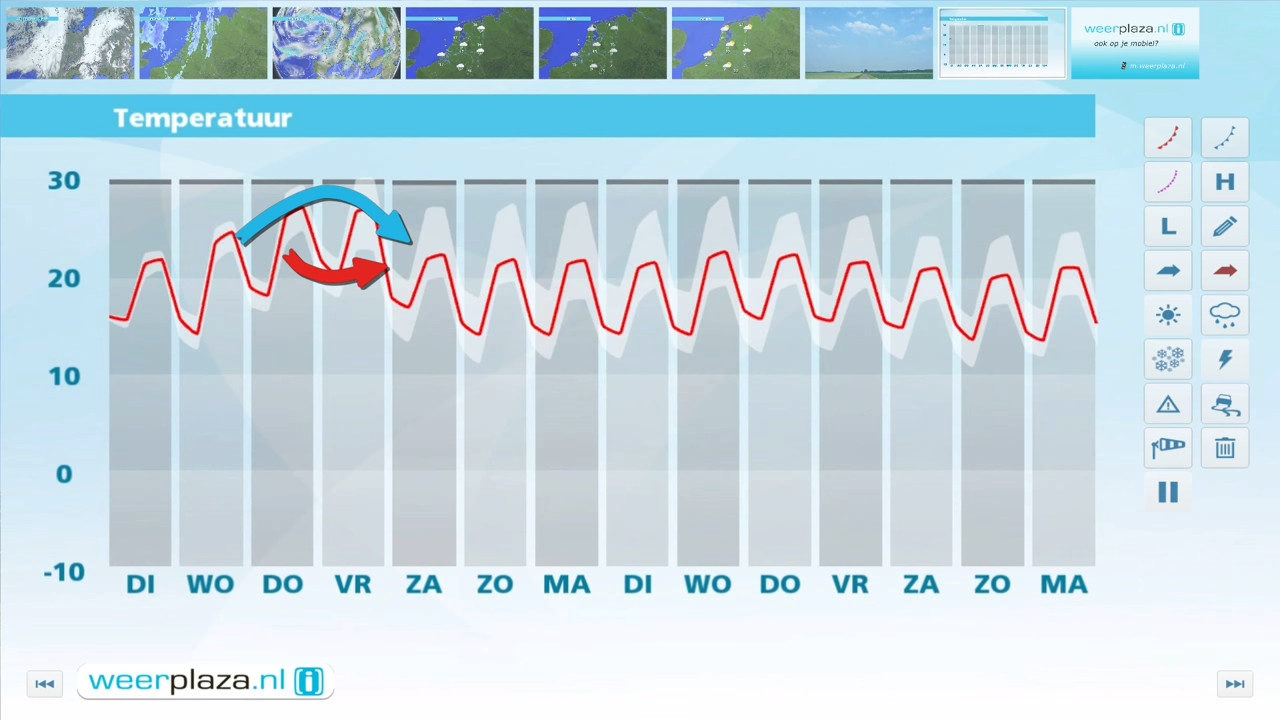 weerplaza.nl
ook op je mobiel?
m.weerplaza.nl
Temperatuur
30
20
10
0
-10
DI WO DO VR ZA ZO MA DI WO DO VR ZA ZO MA
H
L
weerplaza.nl